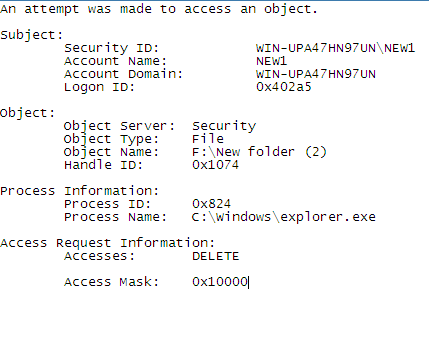 An attempt was made to access an object.
Subject:
Security ID: WIN-UPA47HN97UN\NEW1
Account Name: NEW1
Account Domain: WIN-UPA47HN97UN
Logon ID: 0x402a5
Object:
Object Server: Security
Object Type: File
Object Name: F:\New folder (2)
Handle ID: 0x1074
Process Information:
Process ID: 0x824
Process Name: C:\Windows\explorer.exe
Access Request Information:
Accesses: DELETE
Access Mask: 0x10000